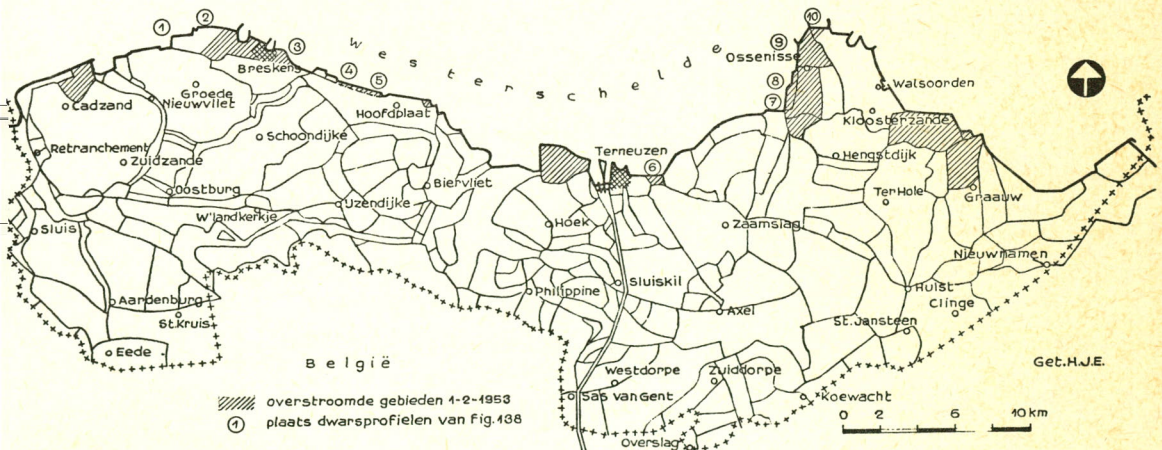 Westerschelde
1
2
3
4
5
6
7
8
9
10
Breskens
Groede
Nieuwvliet
Cadzand
Hoofdplaat
Schoondijke
Retranchement
Zuidzande
Oostburg
Biervliet
IJzendijke
W'landkerkje
Sluis
Aardenburg
St.Kruis
Eede
Terneuzen
Hoek
Philippine
Sluiskil
Zaamslag
Axel
Ossenisse
Walsoorden
Kloosterzande
Hengstdijk
Ter Hole
Graauw
Nieuwnamen
Hulst
Clinge
St.Jansteen
Westdorpe
Zuiddorpe
Sas van Gent
Koewacht
Overslag
België
Get.H.J.E.
overstroomde gebieden 1-2-1953
1 plaats dwarsprofielen van Fig.138
0 2 6 10 km